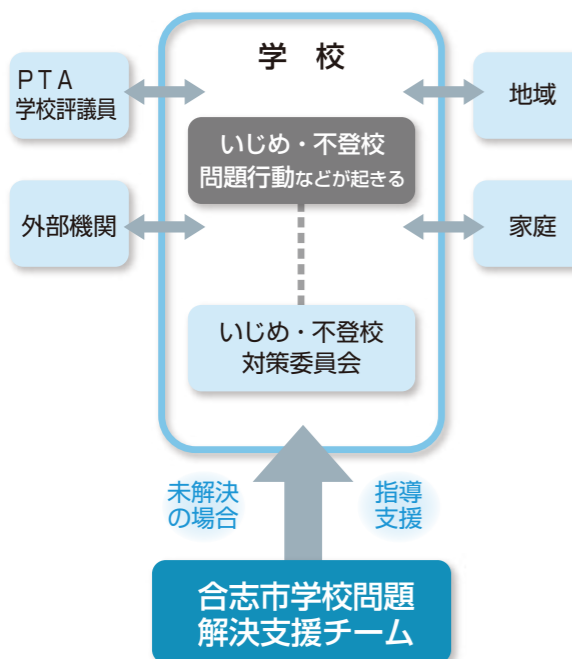 学 校
PTA
学校評議員
地域
いじめ・不登校
問題行動などが起きる
外部機関
家庭
いじめ・不登校
対策委員会
未解決
の場合
指導
支援
合志市学校問題
解決支援チーム